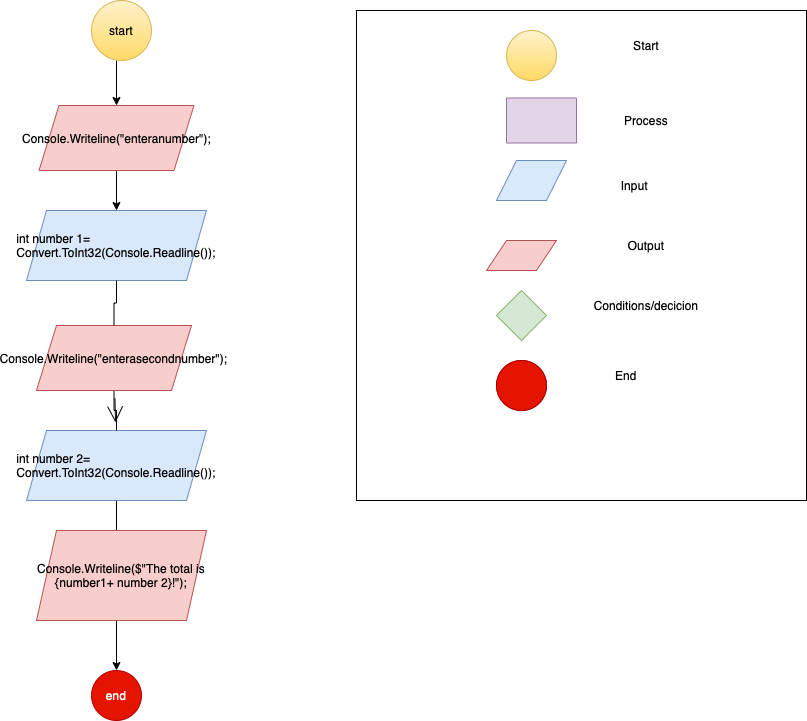 start
Console.Writeline("enteranumber");
int number 1=
Convert.ToInt32(Console.Readline());
Console.Writeline("enterasecondnumber");
int number 2=
Convert.ToInt32(Console.Readline());
Console.Writeline($"The total is
{number1+ number 2}!");
end
Start
Process
Input
Output
Conditions/decicion
End